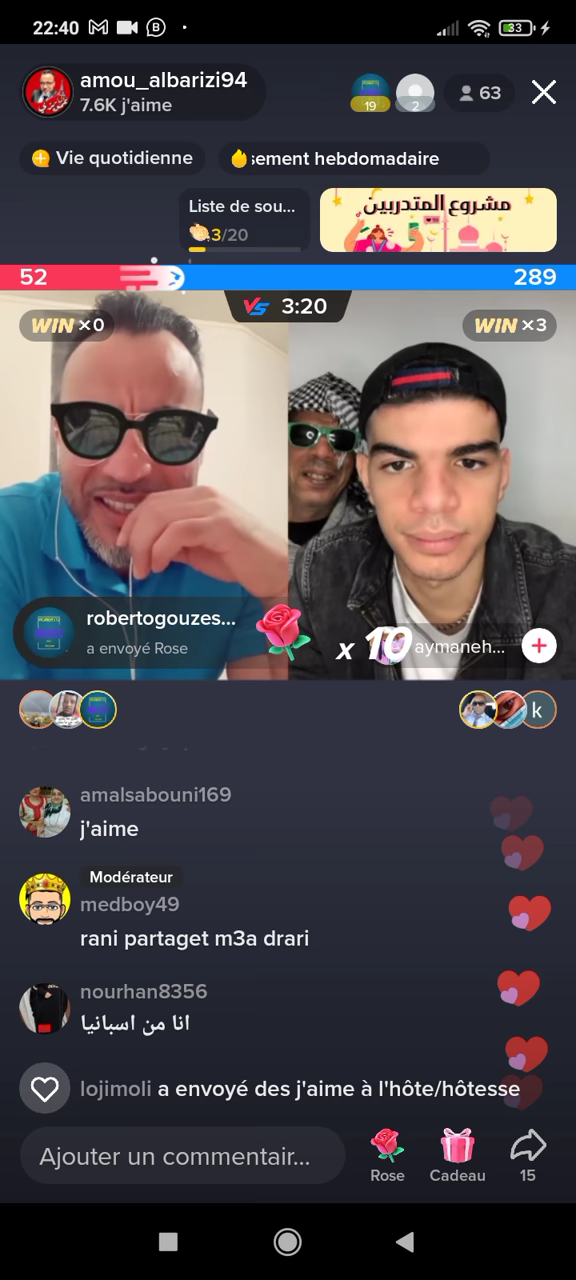 22:40
33
amou_albarizi94
7.6K j'aime
19
2
63
Vie quotidienne
sement hebdomadaire
Liste de sou...
3/20
مشروع المتدربين
52
289
VS 3:20
WIN ×0
WIN ×3
robertogouzes...
a envoyé Rose
x 10
aymaneh...
k
amalsabouni169
j'aime
Modérateur
medboy49
rani partaget m3a drari
nourhan8356
انا من اسبانيا
lojimoli a envoyé des j'aime à l'hôte/hôtesse
Ajouter un commentair...
Rose
Cadeau
15